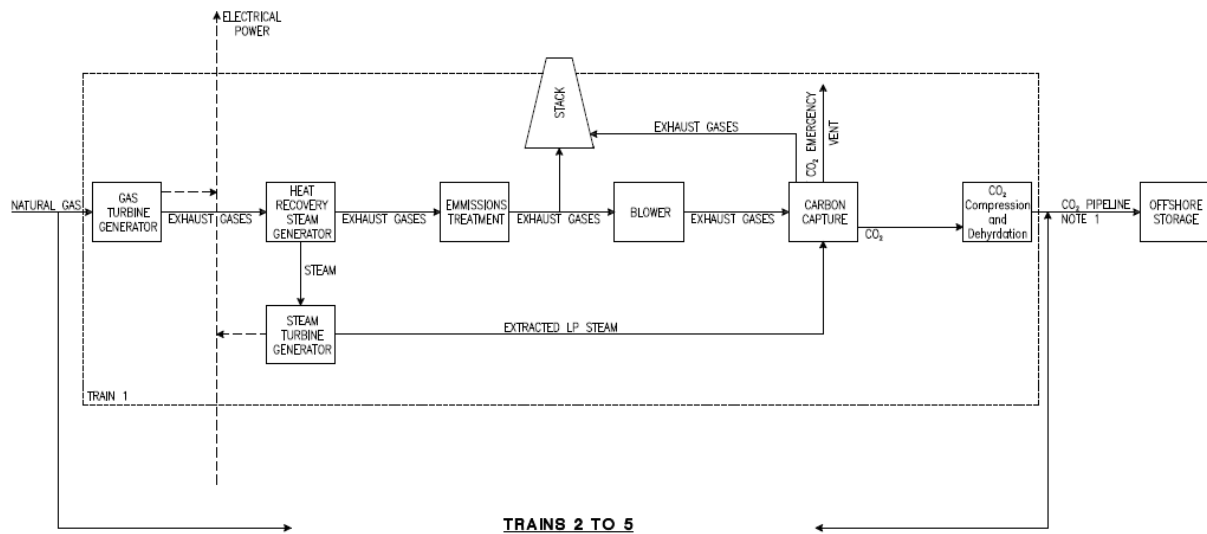 ELECTRICAL
POWER
STACK
EXHAUST GASES
CO₂ EMERGENCY
VENT
NATURAL GAS
GAS
TURBINE
GENERATOR
EXHAUST GASES
HEAT
RECOVERY
STEAM
GENERATOR
EXHAUST GASES
EMMISSIONS
TREATMENT
EXHAUST GASES
BLOWER
EXHAUST GASES
CARBON
CAPTURE
CO₂
CO₂
Compression
and
Dehyrdation
CO₂ PIPELINE
NOTE 1
OFFSHORE
STORAGE
STEAM
STEAM
TURBINE
GENERATOR
EXTRACTED LP STEAM
TRAIN 1
TRAINS 2 TO 5